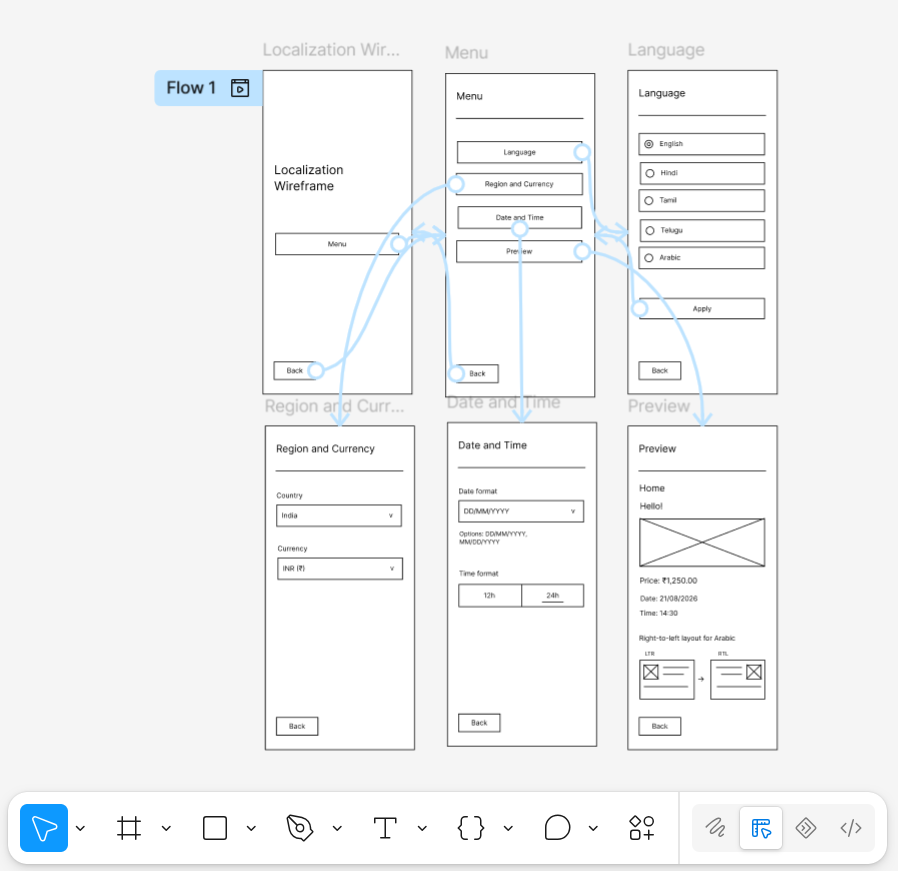 Localization Wir...
Menu
Language
Flow 1
Localization
Wireframe
Menu
Back
Menu
Language
Region and Currency
Date and Time
Preview
Back
Language
English
Hindi
Tamil
Telugu
Arabic
Apply
Back
Region and Curr...
Date and Time
Preview
Region and Currency
Country
India
v
Currency
INR (₹)
v
Back
Date and Time
Date format
DD/MM/YYYY
v
Options: DD/MM/YYYY,
MM/DD/YYYY
Time format
12h
24h
Back
Preview
Home
Hello!
Price: ₹1,250.00
Date: 21/08/2026
Time: 14:30
Right-to-left layout for Arabic
LTR
RTL
Back